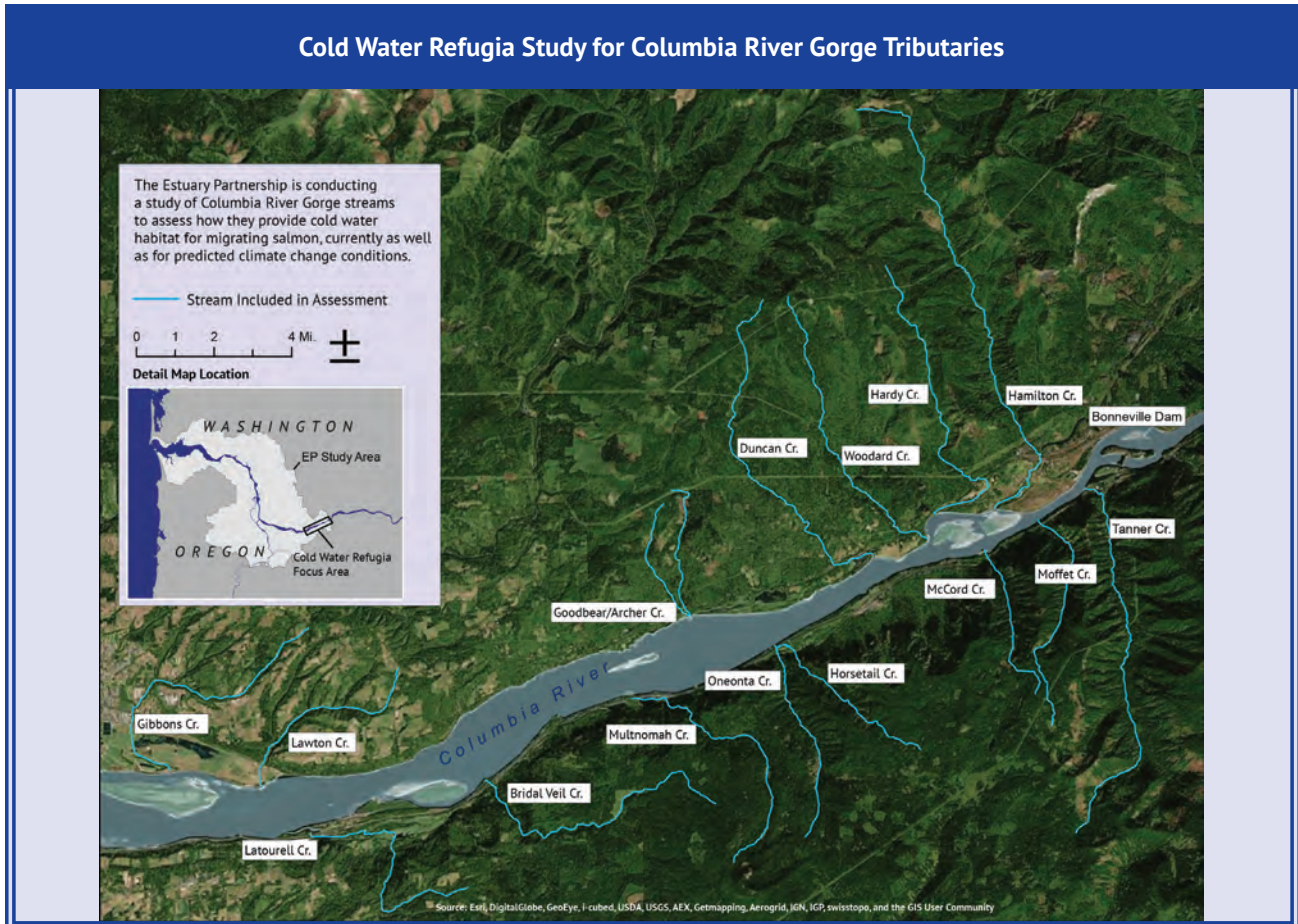 Cold Water Refugia Study for Columbia River Gorge Tributaries
The Estuary Partnership is conducting
a study of Columbia River Gorge streams
to assess how they provide cold water
habitat for migrating salmon, currently as well
as for predicted climate change conditions.
Stream Included in Assessment
0 1 2 4 Mi.
Detail Map Location
WASHINGTON
EP Study Area
OREGON
Cold Water Refugia
Focus Area
Hardy Cr.
Hamilton Cr.
Bonneville Dam
Duncan Cr.
Woodard Cr.
Tanner Cr.
Moffet Cr.
McCord Cr.
Goodbear/Archer Cr.
Columbia River
Oneonta Cr.
Horsetail Cr.
Gibbons Cr.
Lawton Cr.
Multnomah Cr.
Bridal Veil Cr.
Latourell Cr.
Source: Esri, DigitalGlobe, GeoEye, i-cubed, USDA, USGS, AEX, Getmapping, Aerogrid, IGN, IGP, swisstopo, and the GIS User Community